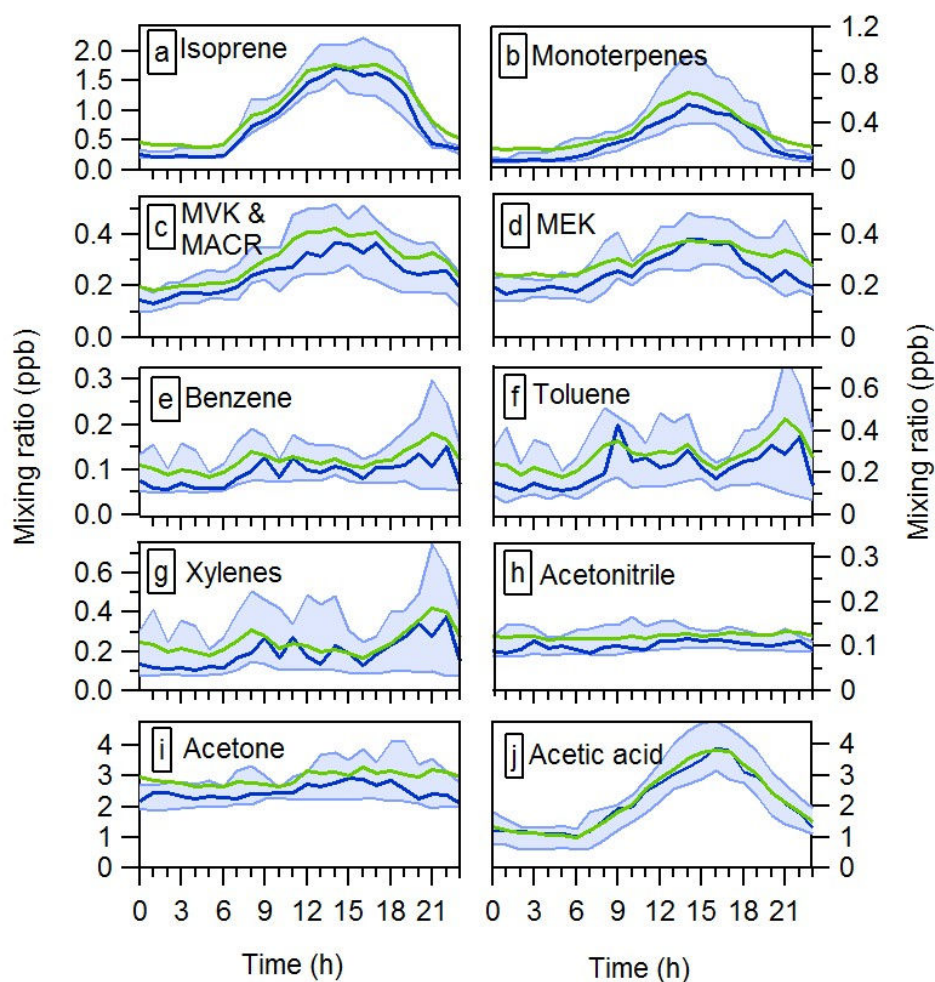 a Isoprene
2.0
1.5
1.0
0.5
0.0
b Monoterpenes
1.2
0.8
0.4
0
c MVK &
MACR
0.4
0.2
0.0
d MEK
0.4
0.2
0
e Benzene
0.3
0.2
0.1
0.0
f Toluene
0.6
0.4
0.2
0
g Xylenes
0.6
0.4
0.2
0.0
h Acetonitrile
0.3
0.2
0.1
0
i Acetone
4
3
2
1
0
j Acetic acid
4
3
2
1
0
Mixing ratio (ppb)
Mixing ratio (ppb)
0 3 6 9 12 15 18 21
0 3 6 9 12 15 18 21
Time (h)
Time (h)